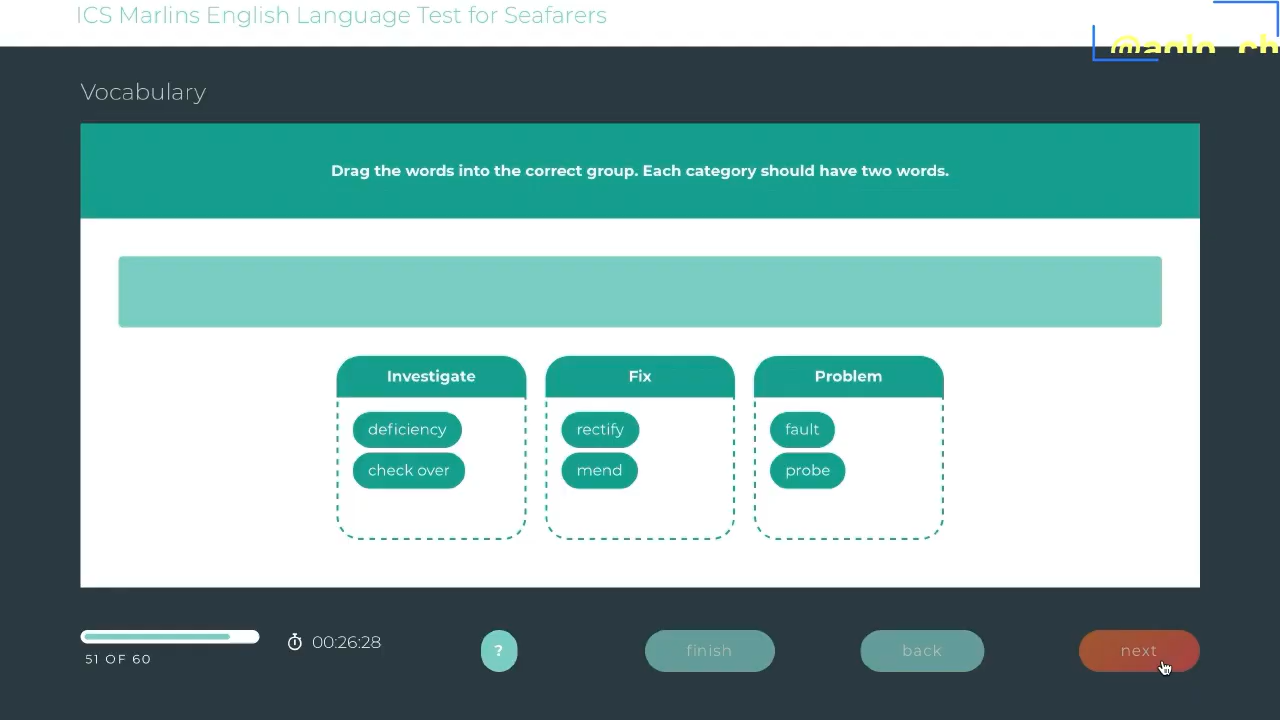 ICS Marlins English Language Test for Seafarers
Vocabulary
Drag the words into the correct group. Each category should have two words.
Investigate
deficiency
check over
Fix
rectify
mend
Problem
fault
probe
51 OF 60
00:26:28
?
finish
back
next